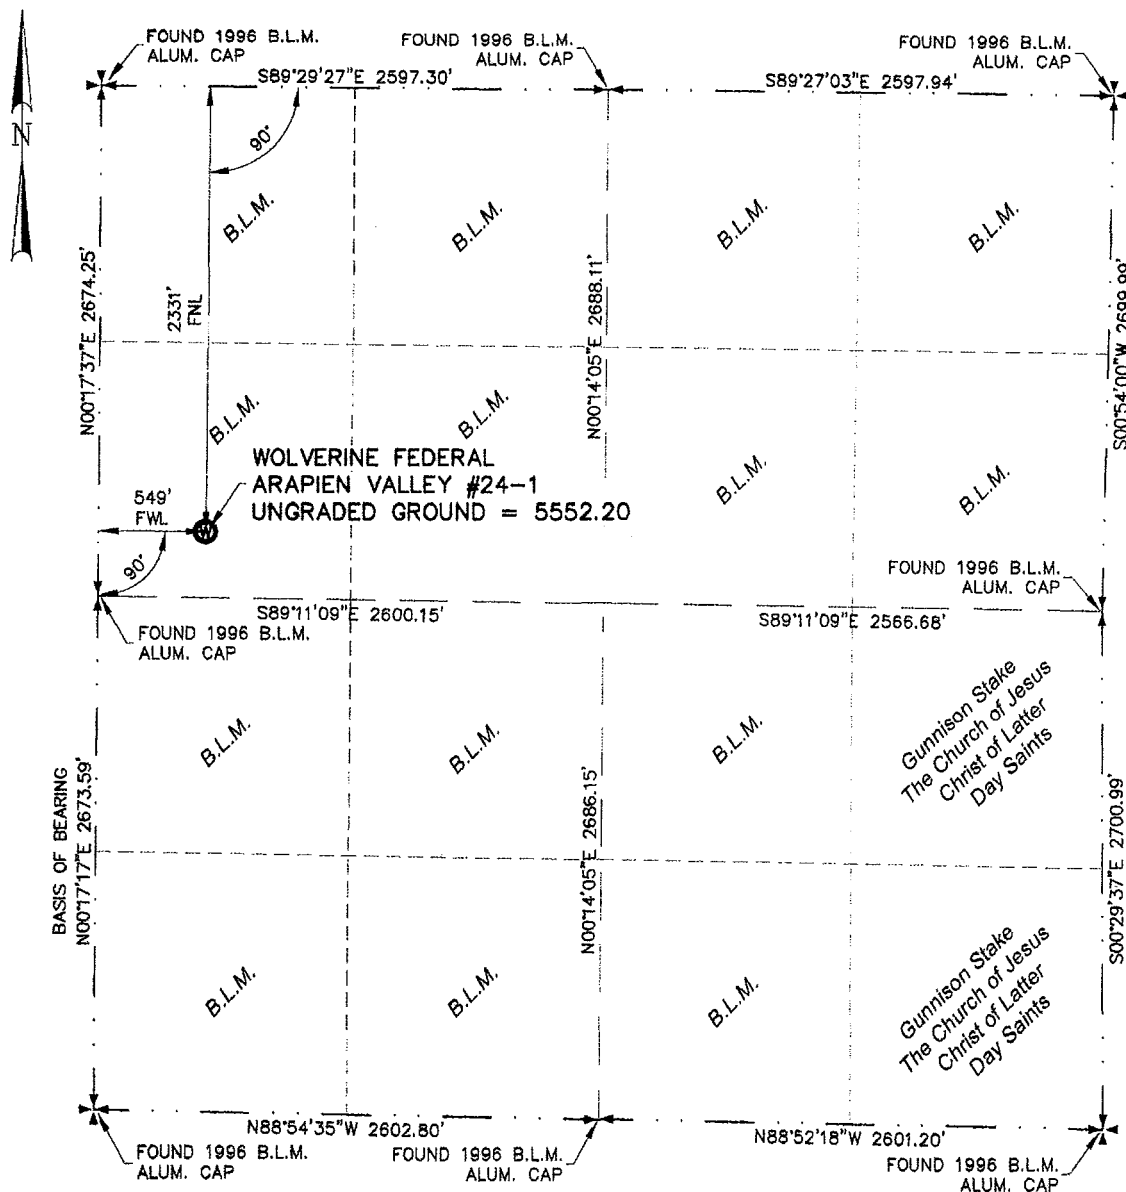 FOUND 1996 B.L.M.
ALUM. CAP
FOUND 1996 B.L.M.
ALUM. CAP
FOUND 1996 B.L.M.
ALUM. CAP
S89°29'27"E 2597.30'
S89°27'03"E 2597.94'
N
90°
B.L.M.
B.L.M.
B.L.M.
B.L.M.
N00°17'37"E 2674.25'
2331'
FNL
N00°14'05"E 2688.11'
S00°54'00"W 2699.99'
B.L.M.
B.L.M.
B.L.M.
B.L.M.
WOLVERINE FEDERAL
ARAPIEN VALLEY #24-1
UNGRADED GROUND = 5552.20
549'
FWL
W
90°
FOUND 1996 B.L.M.
ALUM. CAP
S89°11'09"E 2600.15'
S89°11'09"E 2566.68'
FOUND 1996 B.L.M.
ALUM. CAP
B.L.M.
B.L.M.
B.L.M.
Gunnison Stake
The Church of Jesus
Christ of Latter
Day Saints
BASIS OF BEARING
N00°17'17"E 2673.59'
N00°14'05"E 2686.15'
S00°29'37"E 2700.99'
B.L.M.
B.L.M.
B.L.M.
Gunnison Stake
The Church of Jesus
Christ of Latter
Day Saints
N88°54'35"W 2602.80'
N88°52'18"W 2601.20'
FOUND 1996 B.L.M.
ALUM. CAP
FOUND 1996 B.L.M.
ALUM. CAP
FOUND 1996 B.L.M.
ALUM. CAP